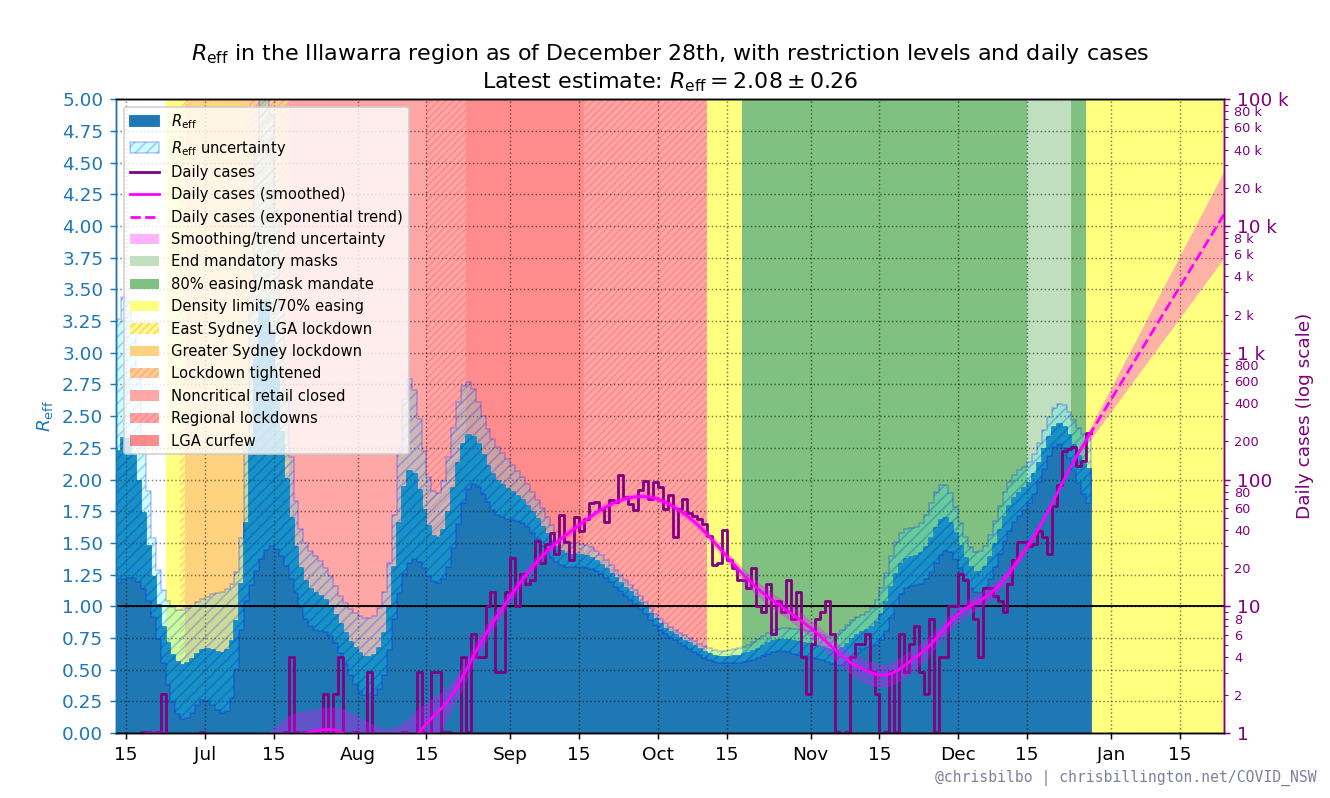 Reff in the Illawarra region as of December 28th, with restriction levels and daily cases
Latest estimate: Reff = 2.08 ± 0.26
5.00
4.75
4.50
4.25
4.00
3.75
3.50
3.25
3.00
2.75
2.50
2.25
2.00
1.75
1.50
1.25
1.00
0.75
0.50
0.25
0.00
Reff
Reff
Reff uncertainty
Daily cases
Daily cases (smoothed)
Daily cases (exponential trend)
Smoothing/trend uncertainty
End mandatory masks
80% easing/mask mandate
Density limits/70% easing
East Sydney LGA lockdown
Greater Sydney lockdown
Lockdown tightened
Noncritical retail closed
Regional lockdowns
LGA curfew
100 k
80 k
60 k
40 k
20 k
10 k
8 k
6 k
4 k
2 k
1 k
800
600
400
200
100
80
60
40
20
10
8
6
4
2
1
Daily cases (log scale)
15 Jul 15 Aug 15 Sep 15 Oct 15 Nov 15 Dec 15 Jan 15
@chrisbilbo | chrisbillington.net/COVID_NSW